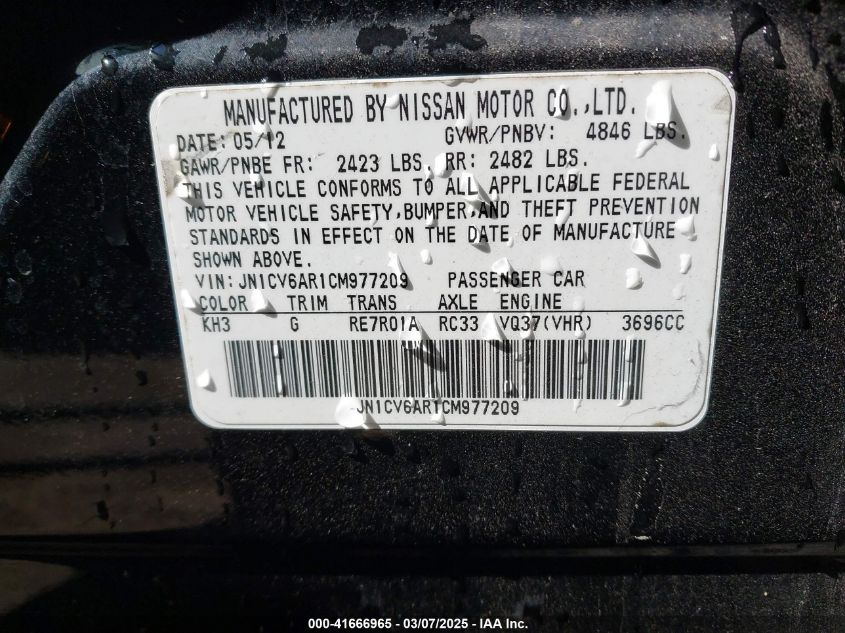 MANUFACTURED BY NISSAN MOTOR CO.,LTD.
DATE: 05/12 GVWR/PNBV: 4846 LBS.
GAWR/PNBE FR: 2423 LBS. RR: 2482 LBS.
THIS VEHICLE CONFORMS TO ALL APPLICABLE FEDERAL
MOTOR VEHICLE SAFETY,BUMPER,AND THEFT PREVENTION
STANDARDS IN EFFECT ON THE DATE OF MANUFACTURE
SHOWN ABOVE.
VIN: JN1CV6AR1CM977209 PASSENGER CAR
COLOR TRIM TRANS AXLE ENGINE
KH3 G RE7R01A RC33 VQ37(VHR) 3696CC
JN1CV6AR1CM977209
000-41666965 - 03/07/2025 - IAA Inc.